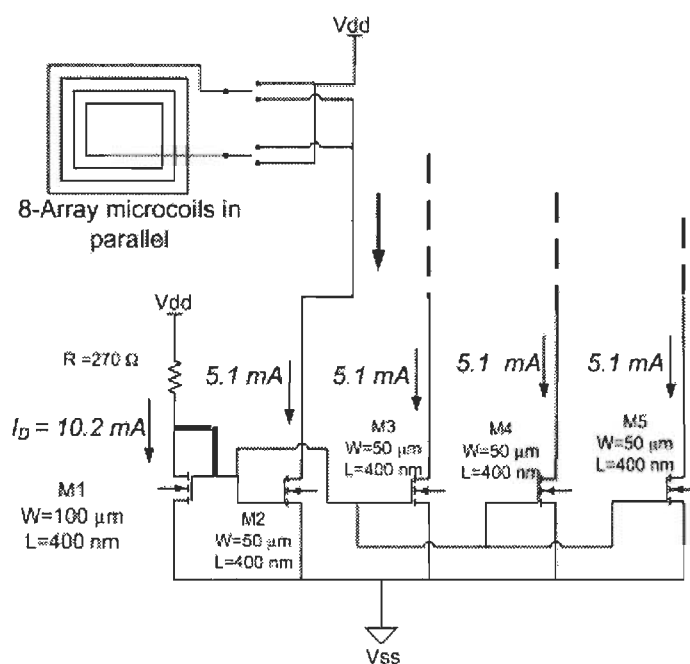 Vdd
8-Array microcoils in
parallel
Vdd
R =270 Ω
I_D = 10.2 mA
5.1 mA
5.1 mA
5.1 mA
5.1 mA
M1
W=100 µm
L=400 nm
M2
W=50 µm
L=400 nm
M3
W=50 µm
L=400 nm
M4
W=50 µm
L=400 nm
M5
W=50 µm
L=400 nm
Vss